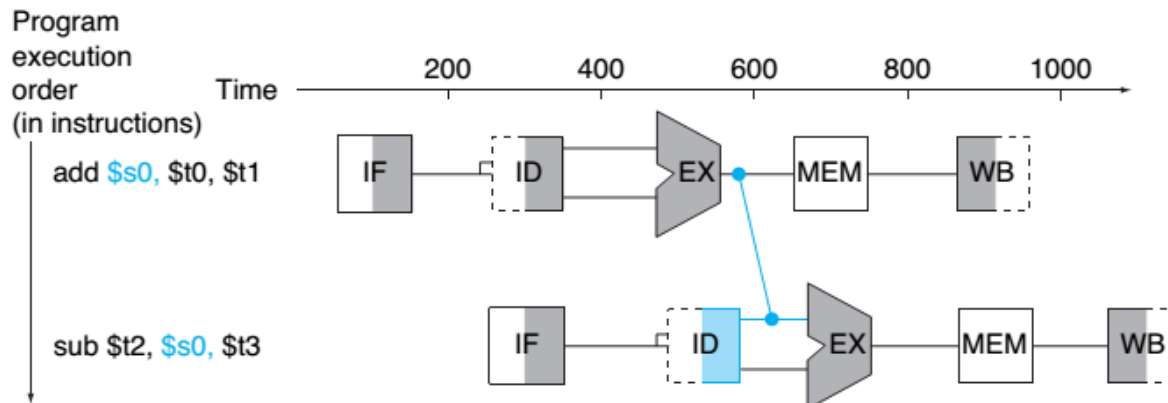 Program
execution
order
(in instructions)
Time
200 400 600 800 1000
add $s0, $t0, $t1
IF ID EX MEM WB
sub $t2, $s0, $t3
IF ID EX MEM WB